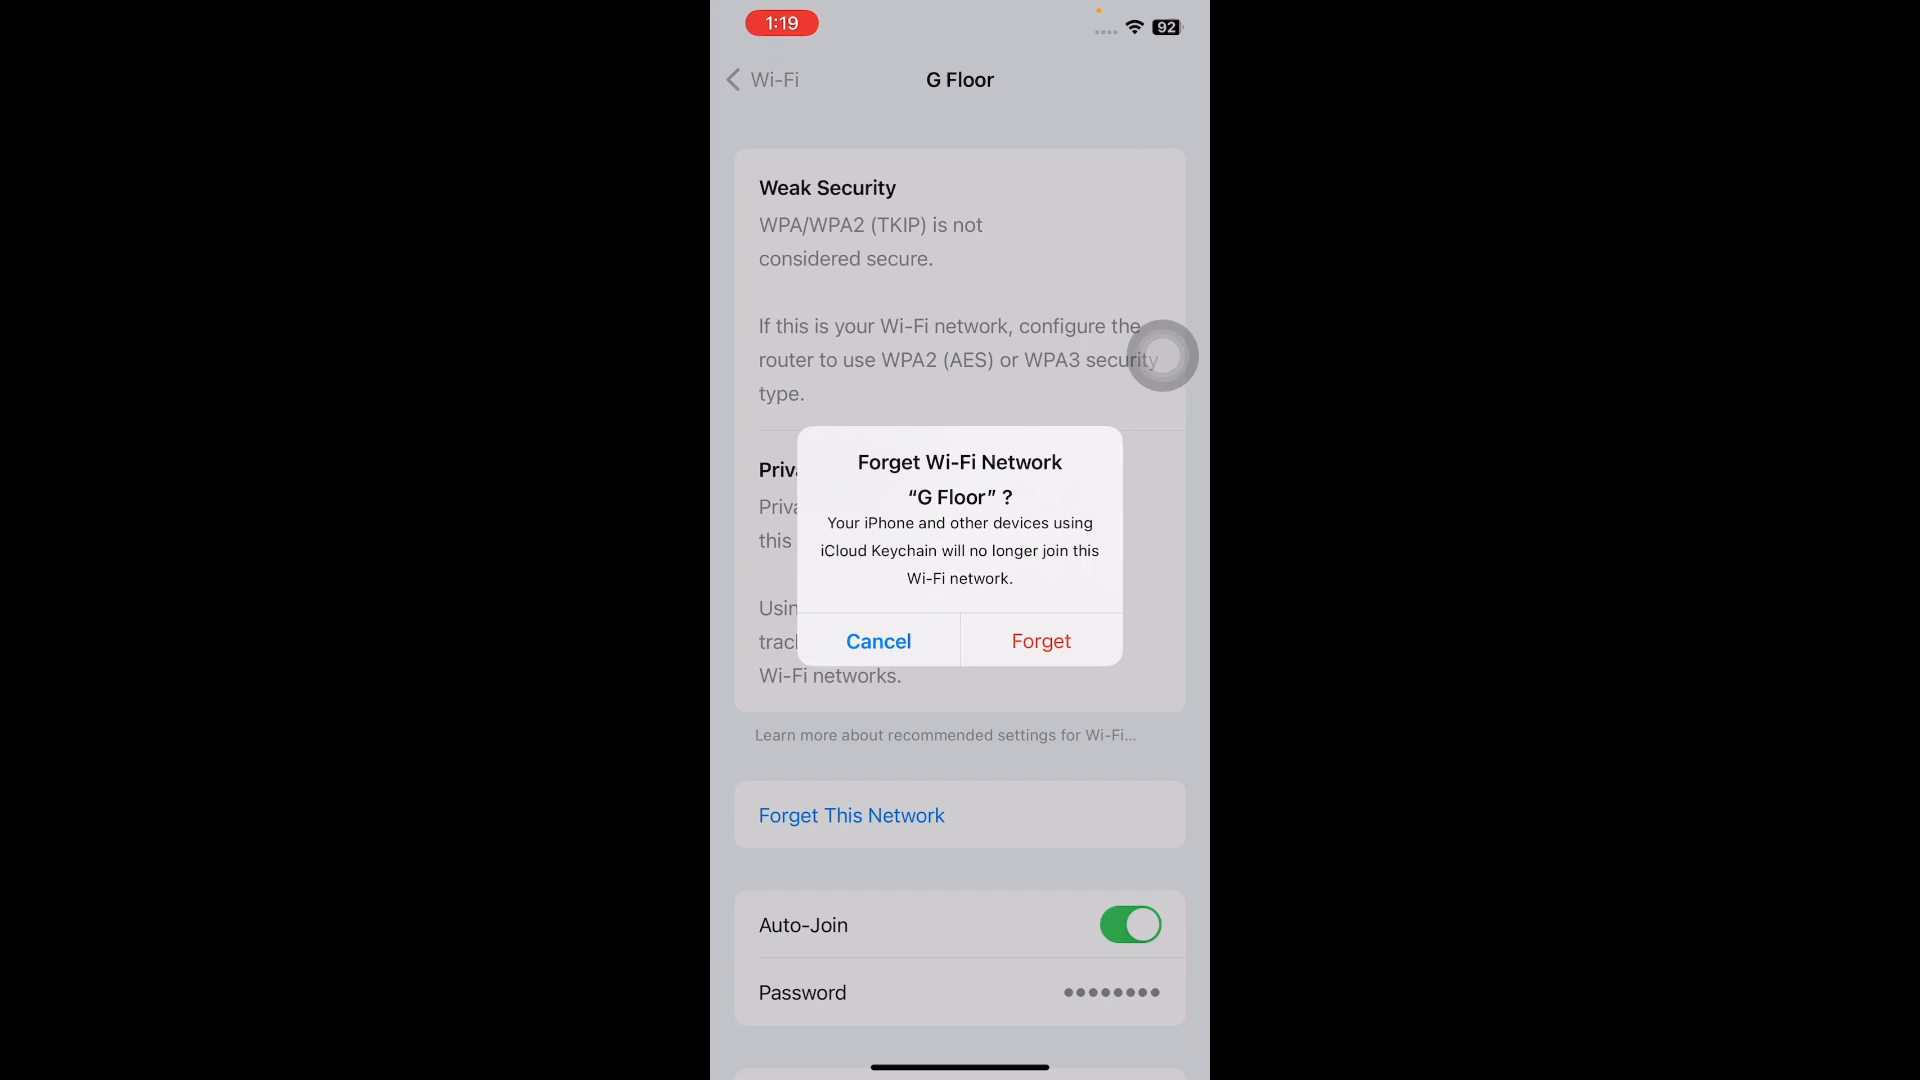 1:19
92
Wi-Fi
G Floor
Weak Security
WPA/WPA2 (TKIP) is not
considered secure.
If this is your Wi-Fi network, configure the
router to use WPA2 (AES) or WPA3 security
type.
Forget Wi-Fi Network
“G Floor” ?
Your iPhone and other devices using
iCloud Keychain will no longer join this
Wi-Fi network.
Cancel
Forget
this
Wi-Fi networks.
Learn more about recommended settings for Wi-Fi...
Forget This Network
Auto-Join
Password